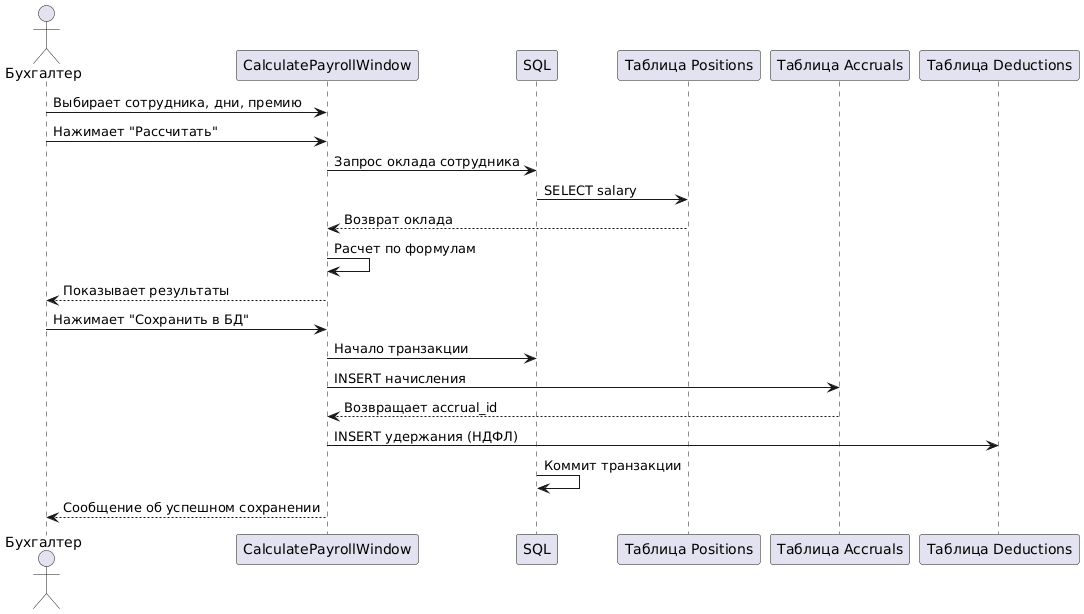 Бухгалтер
CalculatePayrollWindow
SQL
Таблица Positions
Таблица Accruals
Таблица Deductions
Выбирает сотрудника, дни, премию
Нажимает "Рассчитать"
Запрос оклада сотрудника
SELECT salary
Возврат оклада
Расчет по формулам
Показывает результаты
Нажимает "Сохранить в БД"
Начало транзакции
INSERT начисления
Возвращает accrual_id
INSERT удержания (НДФЛ)
Коммит транзакции
Сообщение об успешном сохранении
Бухгалтер
CalculatePayrollWindow
SQL
Таблица Positions
Таблица Accruals
Таблица Deductions